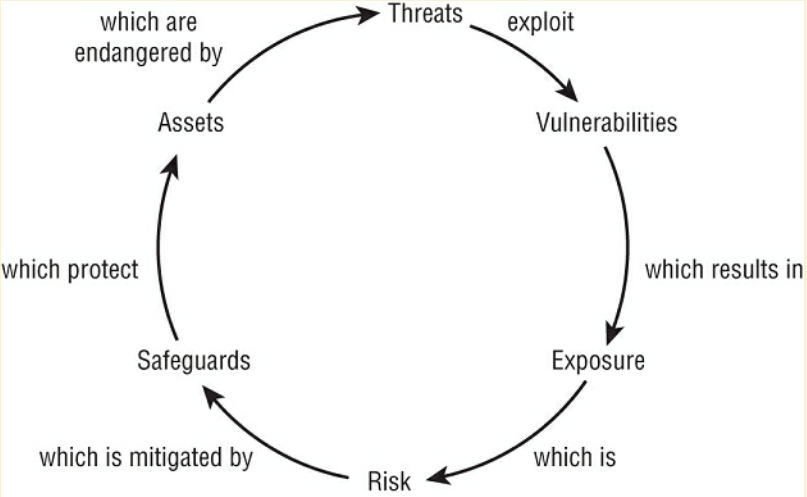 Threats
exploit
Vulnerabilities
which results in
Exposure
which is
Risk
which is mitigated by
Safeguards
which protect
Assets
which are
endangered by